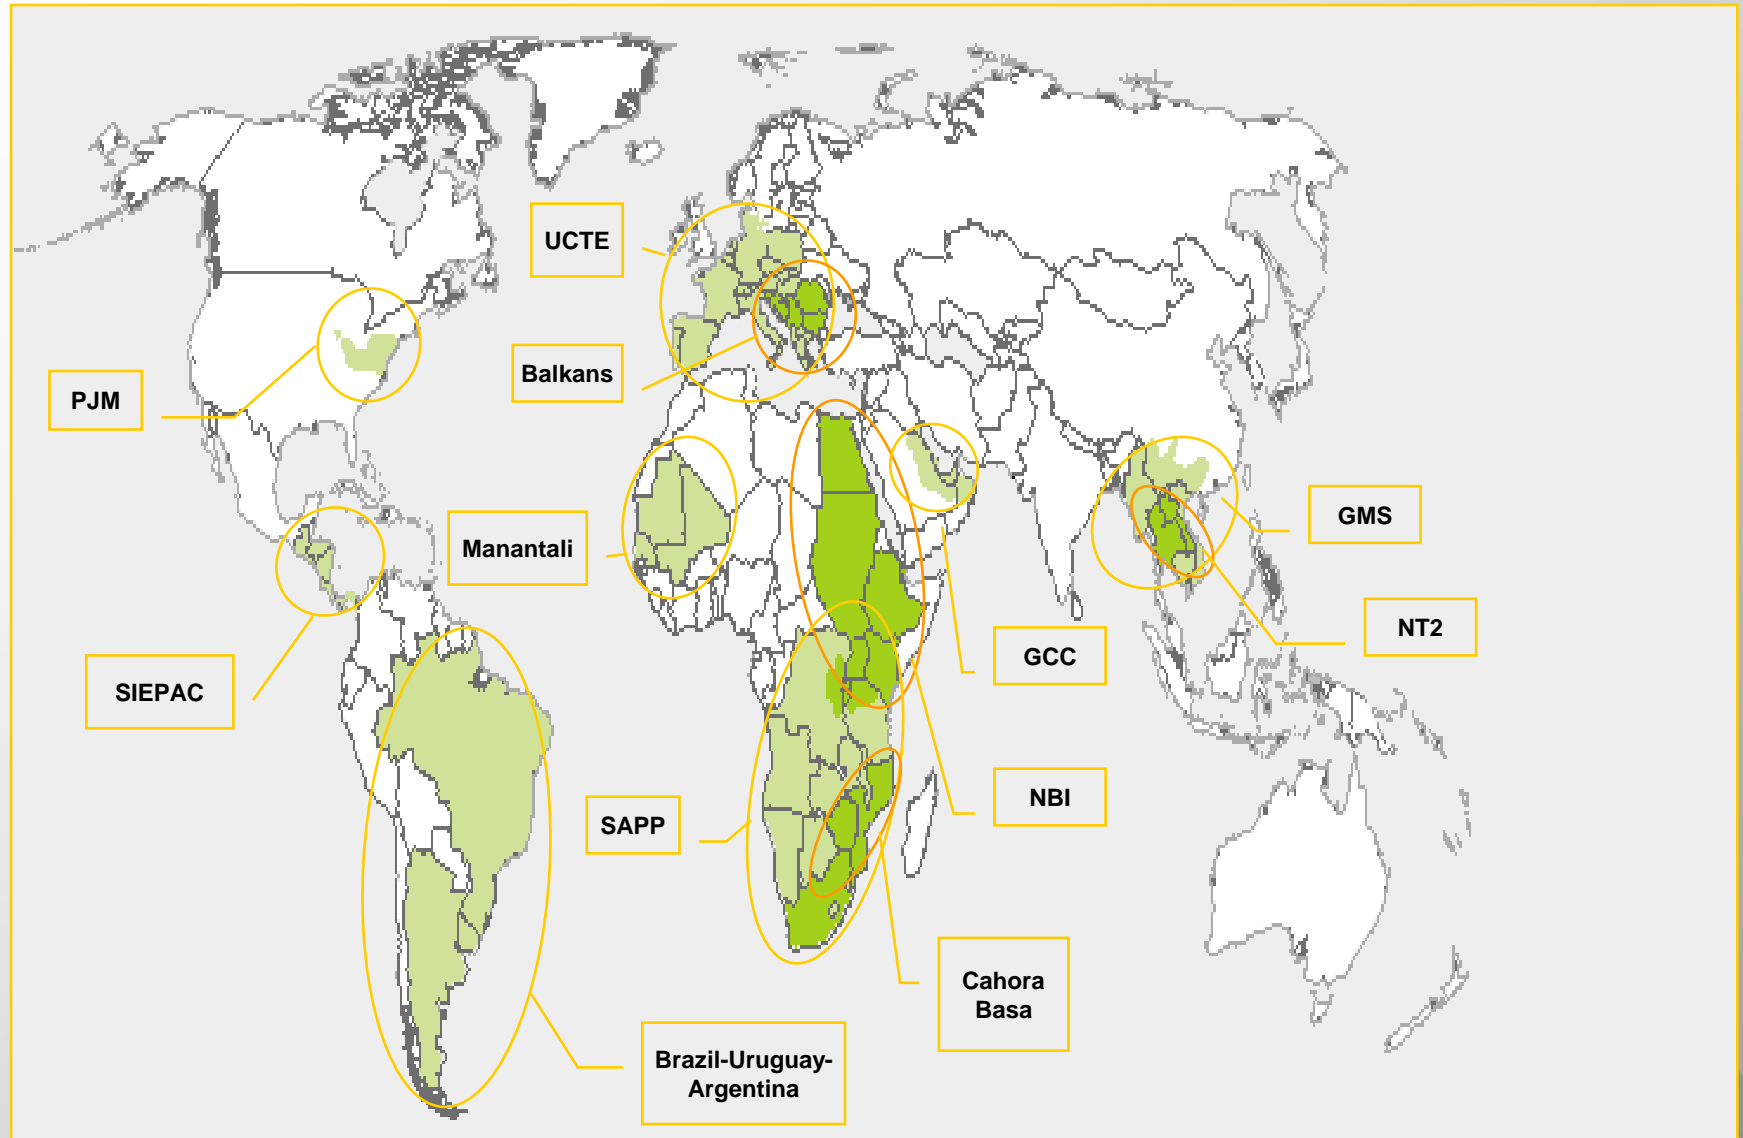 UCTE
Balkans
PJM
Manantali
GMS
NT2
GCC
SIEPAC
NBI
SAPP
Cahora
Basa
Brazil-Uruguay-
Argentina